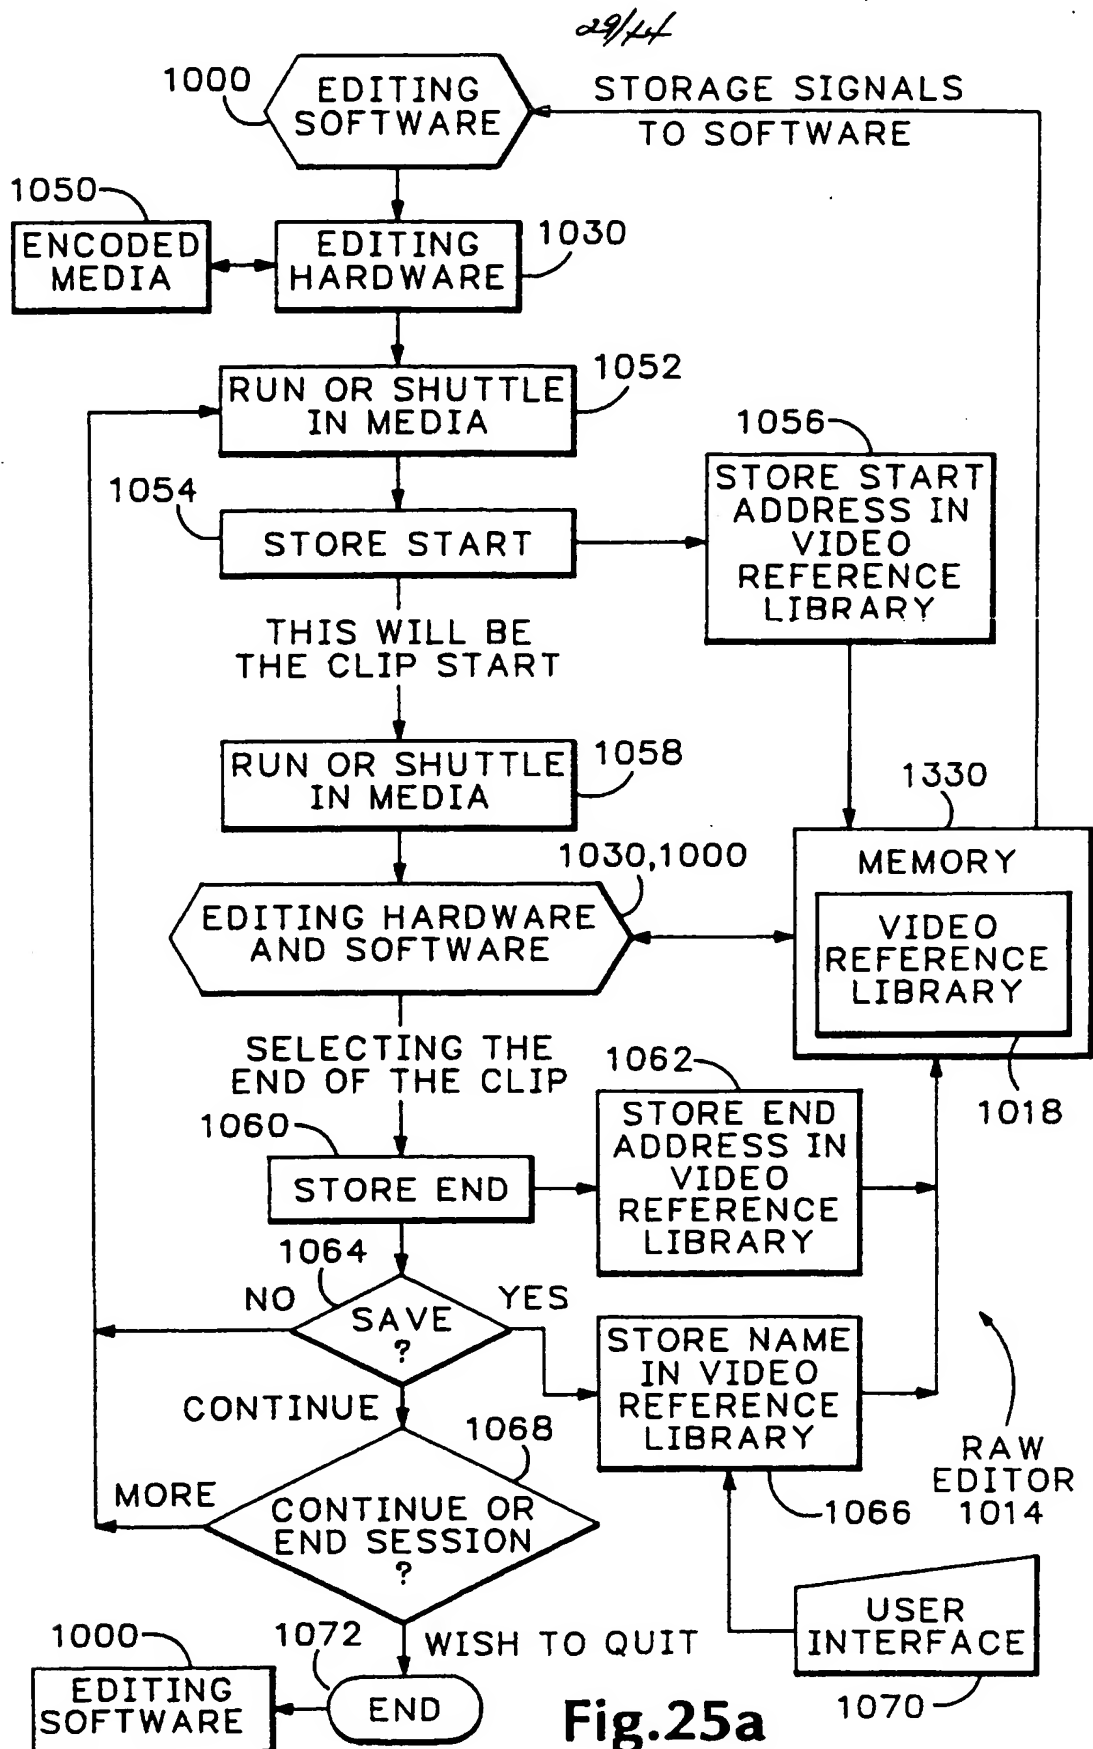 29/44
1000
EDITING
SOFTWARE
STORAGE SIGNALS
TO SOFTWARE
1050
ENCODED
MEDIA
EDITING
HARDWARE
1030
RUN OR SHUTTLE
IN MEDIA
1052
1054
STORE START
1056
STORE START
ADDRESS IN
VIDEO
REFERENCE
LIBRARY
THIS WILL BE
THE CLIP START
RUN OR SHUTTLE
IN MEDIA
1058
1330
MEMORY
VIDEO
REFERENCE
LIBRARY
1018
1030,1000
EDITING HARDWARE
AND SOFTWARE
SELECTING THE
END OF THE CLIP
1060
STORE END
1062
STORE END
ADDRESS IN
VIDEO
REFERENCE
LIBRARY
1064
NO
SAVE
?
YES
STORE NAME
IN VIDEO
REFERENCE
LIBRARY
1066
CONTINUE
1068
MORE
CONTINUE OR
END SESSION
?
RAW
EDITOR
1014
USER
INTERFACE
1070
WISH TO QUIT
1072
END
1000
EDITING
SOFTWARE
Fig.25a